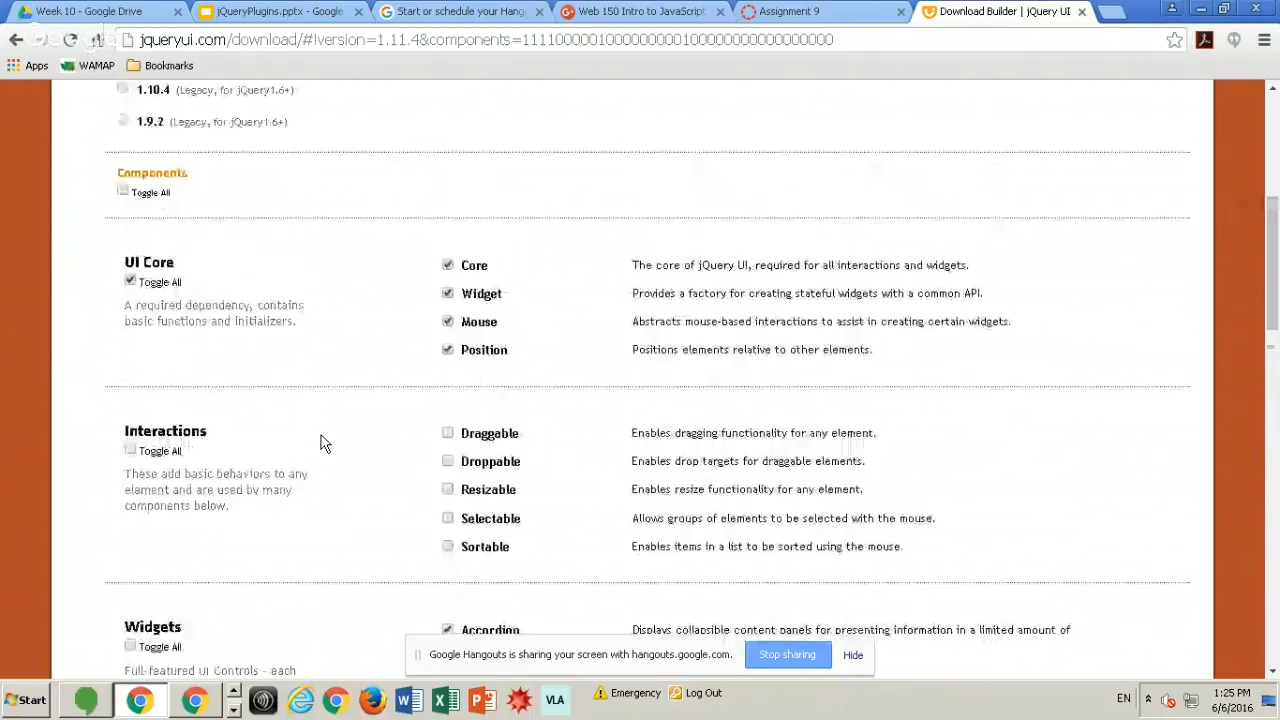 Week 10 - Google Drive
jQueryPlugins.pptx - Google
Start or schedule your Hang
Web 150 Intro to JavaScript
Assignment 9
Download Builder | jQuery UI
jqueryui.com/download/#!version=1.11.4&components=
Apps WAMAP Bookmarks
1.10.4 (Legacy, for jQuery1.6+)
1.9.2 (Legacy, for jQuery1.6+)
Components
Toggle All
UI Core
Toggle All
A required dependency, contains
basic functions and initializers.
Core The core of jQuery UI, required for all interactions and widgets.
Widget Provides a factory for creating stateful widgets with a common API.
Mouse Abstracts mouse-based interactions to assist in creating certain widgets.
Position Positions elements relative to other elements.
Interactions
Toggle All
These add basic behaviors to any
element and are used by many
components below.
Draggable Enables dragging functionality for any element.
Droppable Enables drop targets for draggable elements.
Resizable Enables resize functionality for any element.
Selectable Allows groups of elements to be selected with the mouse.
Sortable Enables items in a list to be sorted using the mouse.
Widgets
Toggle All
Full-featured UI Controls - each
Accordion Displays collapsible content panels for presenting information in a limited amount of
Google Hangouts is sharing your screen with hangouts.google.com. Stop sharing Hide
Start
VLA
Emergency Log Out
EN
1:25 PM
6/6/2016